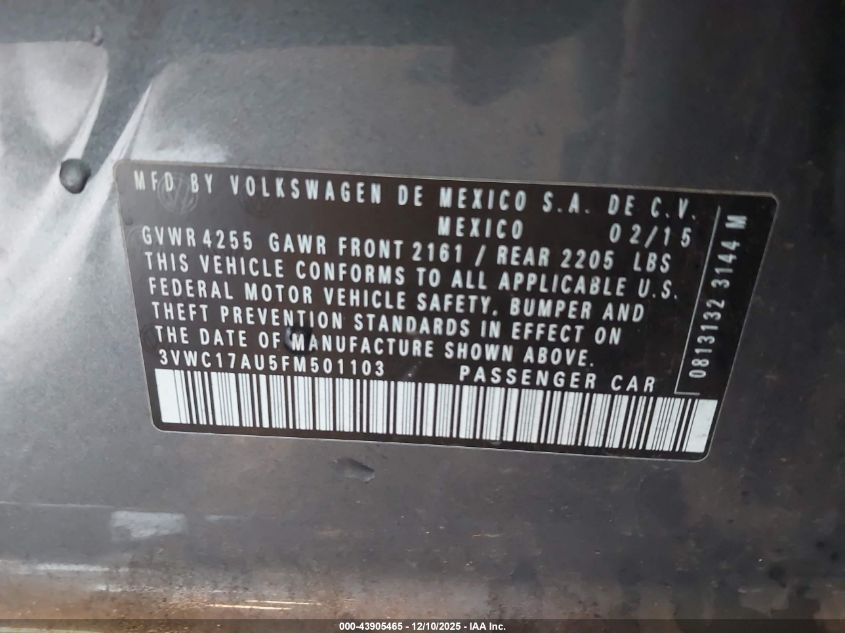 MFD BY VOLKSWAGEN DE MEXICO S.A. DE C.V.
MEXICO 02/15
GVWR 4255 GAWR FRONT 2161 / REAR 2205 LBS
THIS VEHICLE CONFORMS TO ALL APPLICABLE U.S.
FEDERAL MOTOR VEHICLE SAFETY, BUMPER AND
THEFT PREVENTION STANDARDS IN EFFECT ON
THE DATE OF MANUFACTURE SHOWN ABOVE.
3VWC17AU5FM501103 PASSENGER CAR
0813132 3144 M
000-43905465 - 12/10/2025 - IAA Inc.